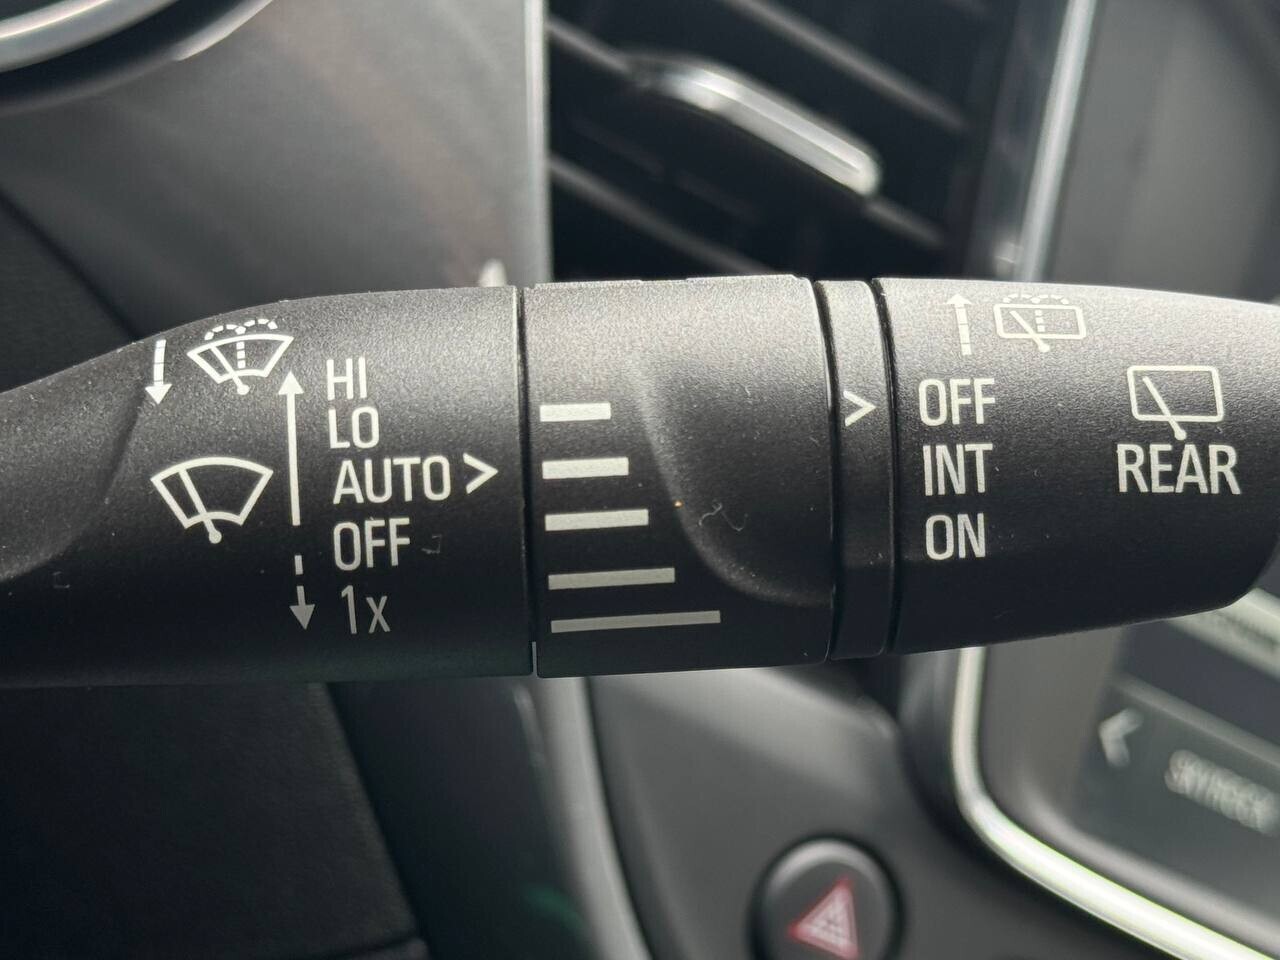 HI
LO
AUTO >
OFF
1x
>
OFF
INT
ON
REAR